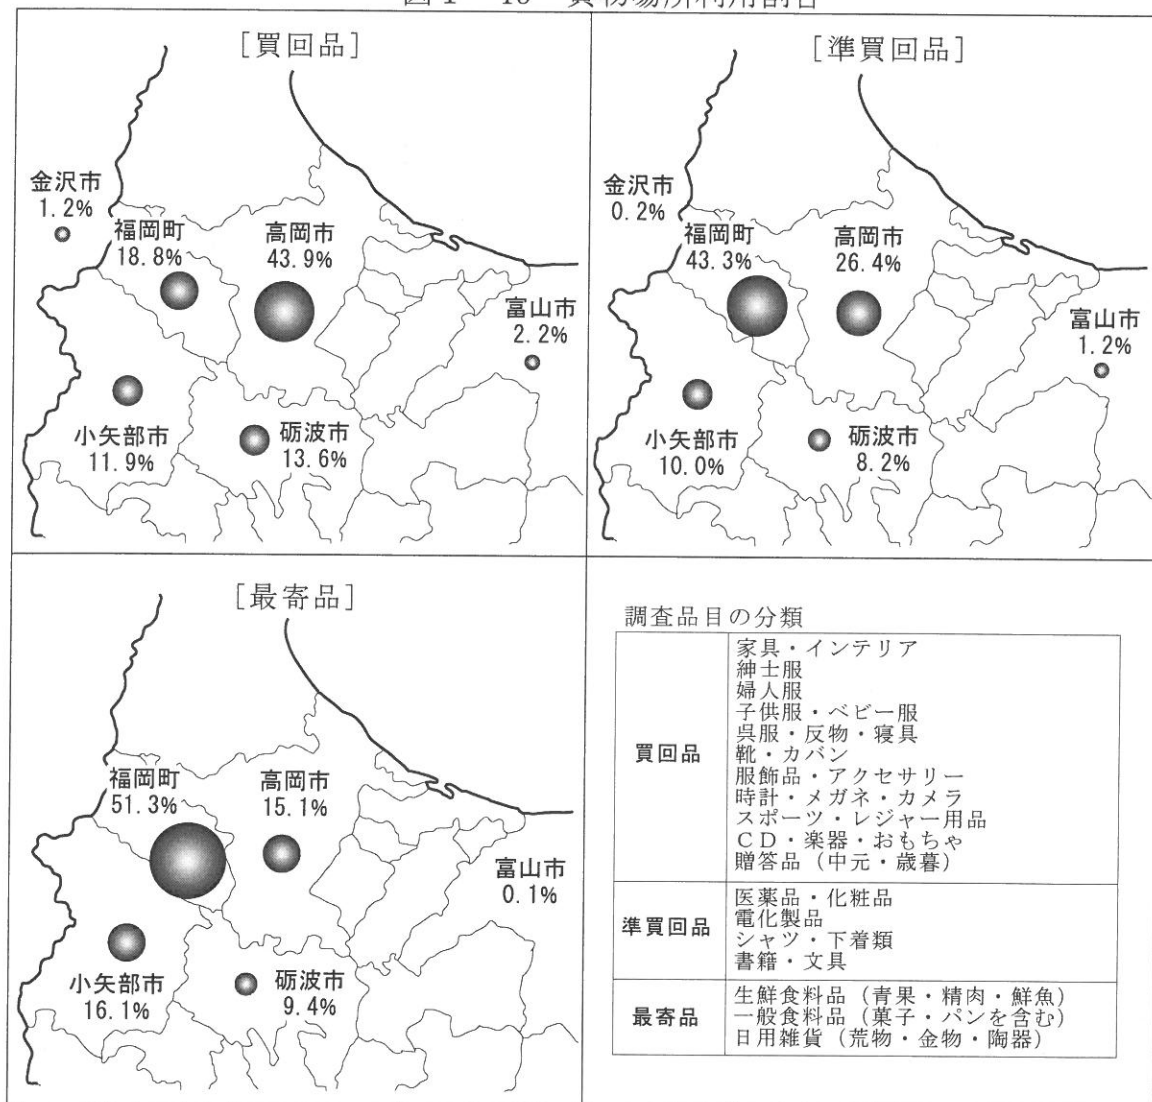 [買回品]
金沢市
1.2%
福岡町
18.8%
高岡市
43.9%
富山市
2.2%
小矢部市
11.9%
砺波市
13.6%
[準買回品]
金沢市
0.2%
福岡町
43.3%
高岡市
26.4%
富山市
1.2%
小矢部市
10.0%
砺波市
8.2%
[最寄品]
福岡町
51.3%
高岡市
15.1%
富山市
0.1%
小矢部市
16.1%
砺波市
9.4%
調査品目の分類
買回品
家具・インテリア
紳士服
婦人服
子供服・ベビー服
呉服・反物・寝具
靴・カバン
服飾品・アクセサリー
時計・メガネ・カメラ
スポーツ・レジャー用品
CD・楽器・おもちゃ
贈答品(中元・歳暮)
準買回品
医薬品・化粧品
電化製品
シャツ・下着類
書籍・文具
最寄品
生鮮食料品(青果・精肉・鮮魚)
一般食料品(菓子・パンを含む)
日用雑貨(荒物・金物・陶器)